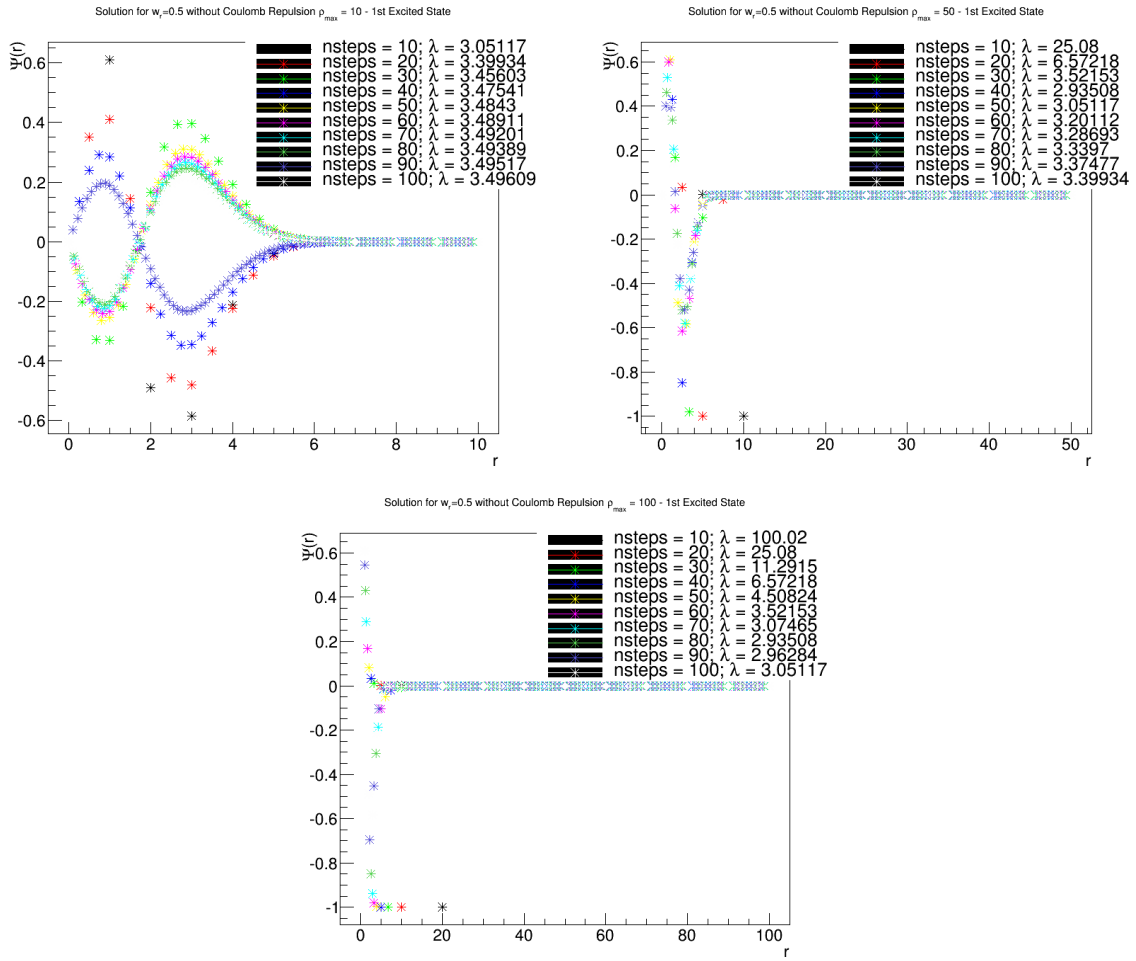 Solution for w_r=0.5 without Coulomb Repulsion ρ_max = 10 - 1st Excited State
Ψ(r)
nsteps = 10; λ = 3.05117
nsteps = 20; λ = 3.39934
nsteps = 30; λ = 3.45603
nsteps = 40; λ = 3.47541
nsteps = 50; λ = 3.4843
nsteps = 60; λ = 3.48911
nsteps = 70; λ = 3.49201
nsteps = 80; λ = 3.49389
nsteps = 90; λ = 3.49517
nsteps = 100; λ = 3.49609
0.6
0.4
0.2
0
-0.2
-0.4
-0.6
0 2 4 6 8 10
r
Solution for w_r=0.5 without Coulomb Repulsion ρ_max = 50 - 1st Excited State
Ψ(r)
nsteps = 10; λ = 25.08
nsteps = 20; λ = 6.57218
nsteps = 30; λ = 3.52153
nsteps = 40; λ = 2.93508
nsteps = 50; λ = 3.05117
nsteps = 60; λ = 3.20112
nsteps = 70; λ = 3.28693
nsteps = 80; λ = 3.3397
nsteps = 90; λ = 3.37477
nsteps = 100; λ = 3.39934
0.6
0.4
0.2
0
-0.2
-0.4
-0.6
-0.8
-1
0 10 20 30 40 50
r
Solution for w_r=0.5 without Coulomb Repulsion ρ_max = 100 - 1st Excited State
Ψ(r)
nsteps = 10; λ = 100.02
nsteps = 20; λ = 25.08
nsteps = 30; λ = 11.2915
nsteps = 40; λ = 6.57218
nsteps = 50; λ = 4.50824
nsteps = 60; λ = 3.52153
nsteps = 70; λ = 3.07465
nsteps = 80; λ = 2.93508
nsteps = 90; λ = 2.96284
nsteps = 100; λ = 3.05117
0.6
0.4
0.2
0
-0.2
-0.4
-0.6
-0.8
-1
0 20 40 60 80 100
r